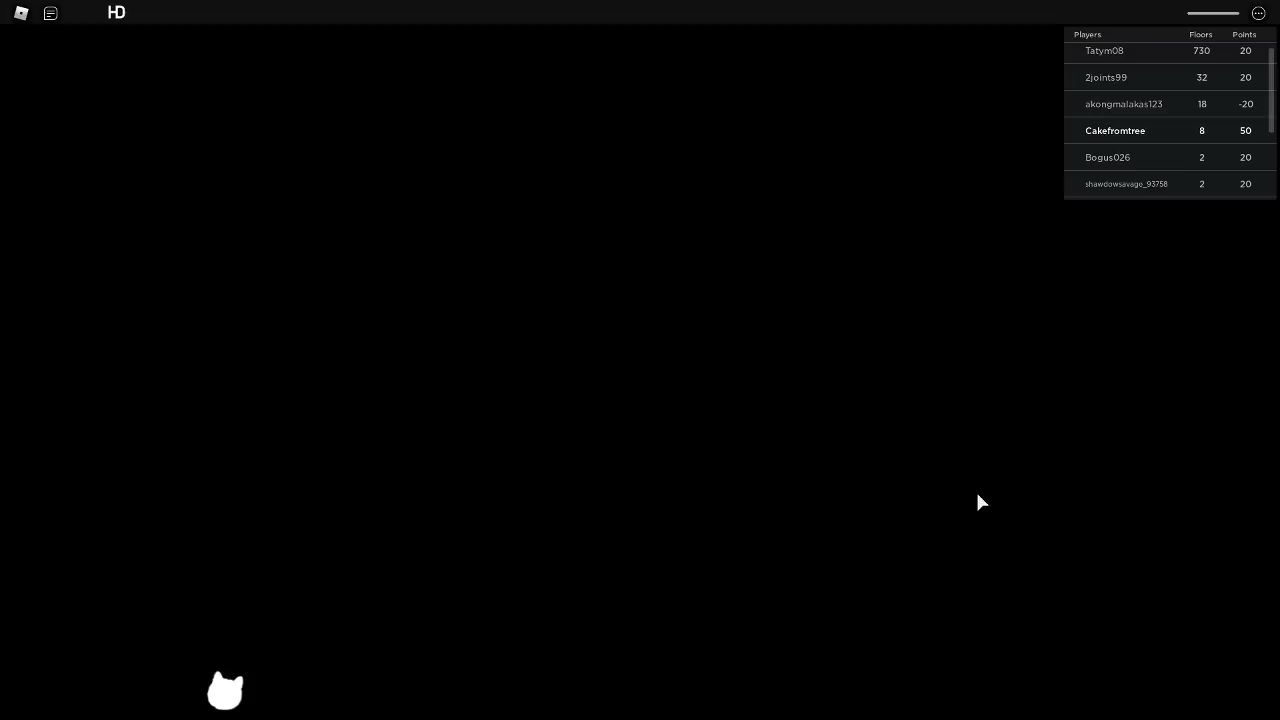 HD
Players Floors Points
Tatym08 730 20
2joints99 32 20
akongmalakas123 18 -20
Cakefromtree 8 50
Bogus026 2 20
shawdowsavage_93758 2 20